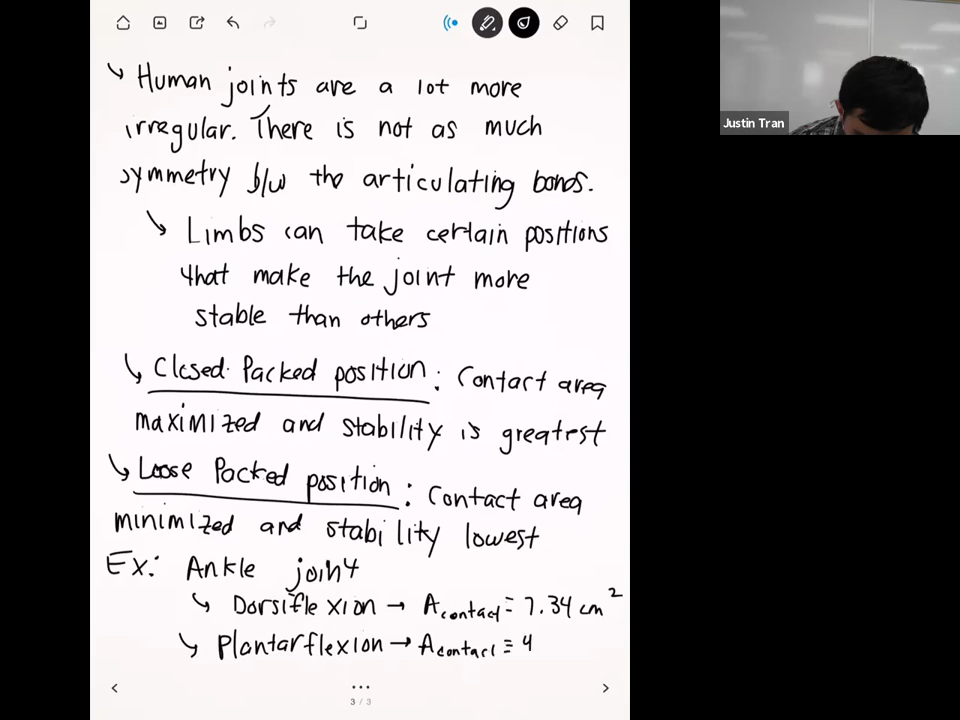 ↳ Human joints are a lot more
irregular. There is not as much
symmetry b/w the articulating bones.
↳ Limbs can take certain positions
that make the joint more
stable than others
↳ Closed Packed position: Contact area
maximized and stability is greatest
↳ Loose Packed position: Contact area
minimized and stability lowest
Ex: Ankle joint
↳ Dorsiflexion → Acontact = 7.34 cm²
↳ Plantarflexion → Acontact = 4
3 / 3
Justin Tran